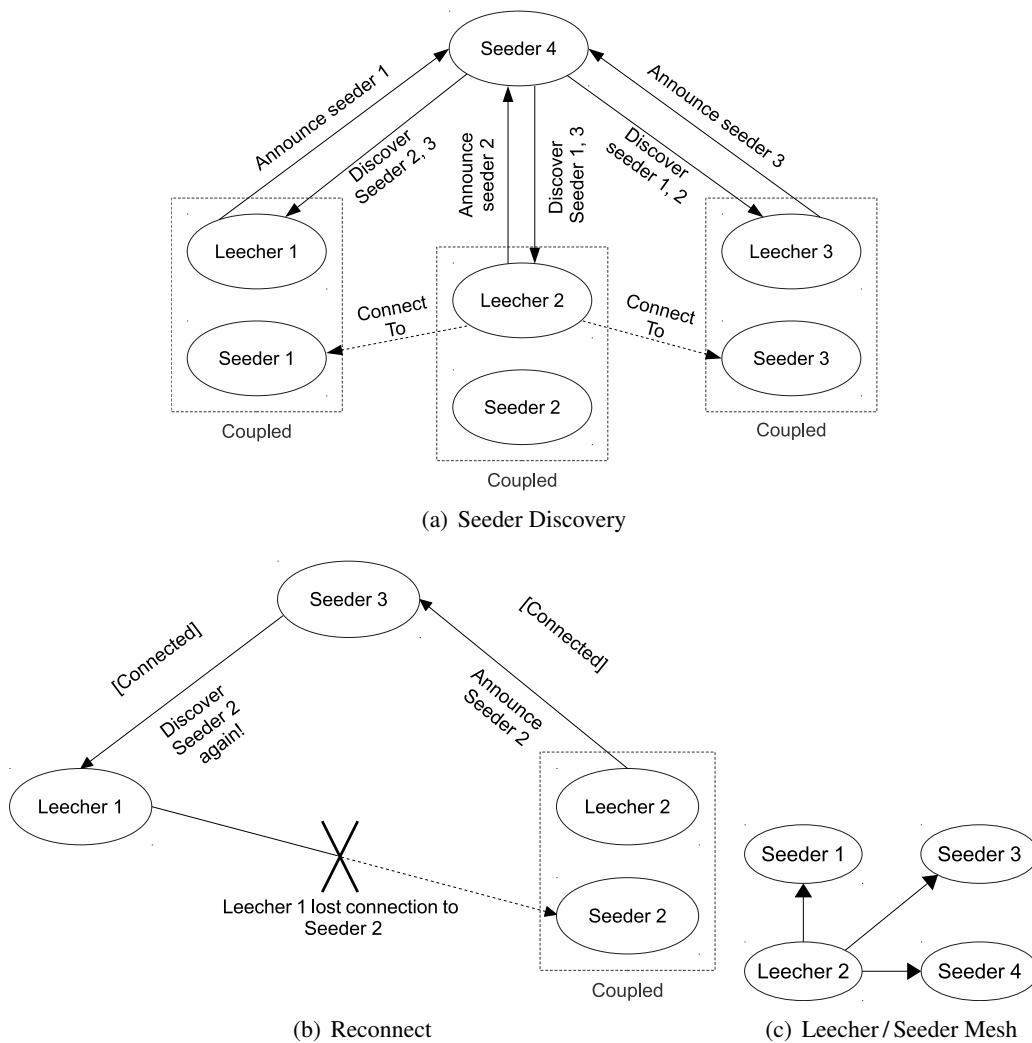 Seeder 4
Announce seeder 1
Discover
Seeder 2, 3
Announce
seeder 2
Discover
Seeder 1, 3
Discover
seeder 1, 2
Announce seeder 3
Leecher 1
Seeder 1
Coupled
Connect
To
Leecher 2
Seeder 2
Coupled
Connect
To
Leecher 3
Seeder 3
Coupled
(a) Seeder Discovery
Seeder 3
[Connected]
Discover
Seeder 2
again!
[Connected]
Announce
Seeder 2
Leecher 1
Leecher 1 lost connection to
Seeder 2
Leecher 2
Seeder 2
Coupled
(b) Reconnect
Seeder 1
Seeder 3
Leecher 2
Seeder 4
(c) Leecher / Seeder Mesh